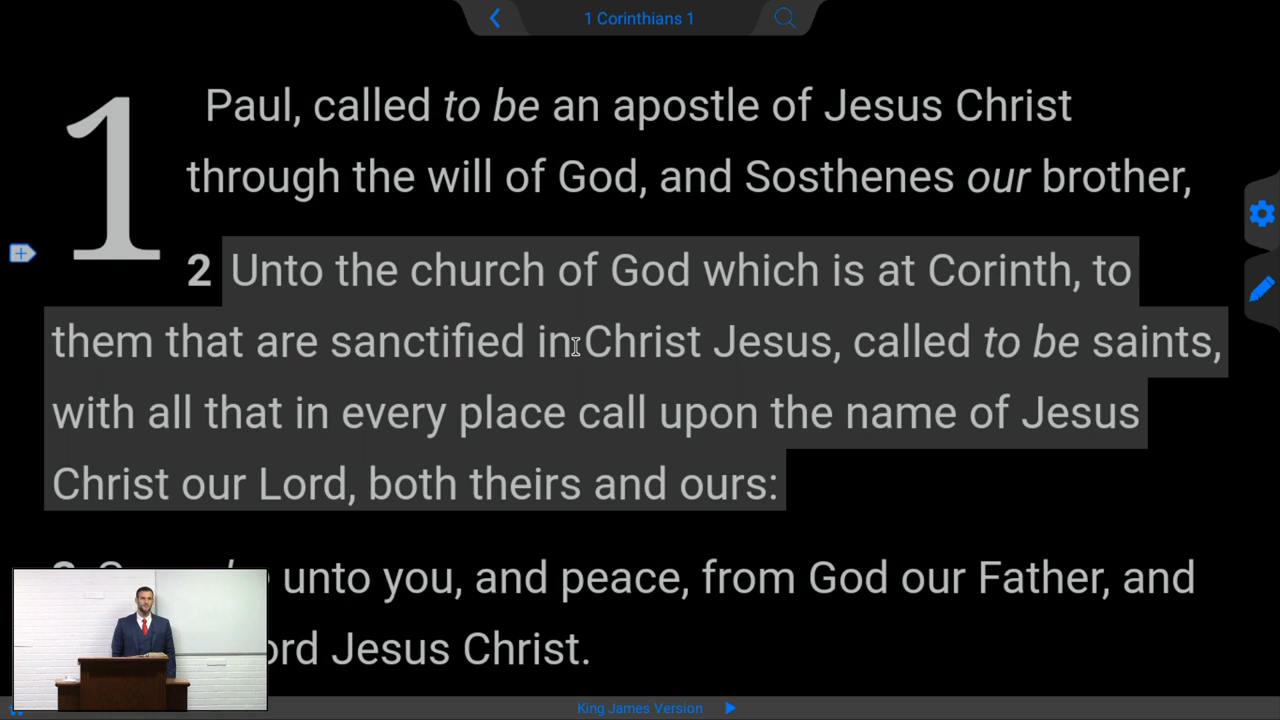 1 Corinthians 1
1 Paul, called to be an apostle of Jesus Christ
through the will of God, and Sosthenes our brother,
2 Unto the church of God which is at Corinth, to
them that are sanctified in Christ Jesus, called to be saints,
with all that in every place call upon the name of Jesus
Christ our Lord, both theirs and ours:
unto you, and peace, from God our Father, and
ord Jesus Christ.
King James Version